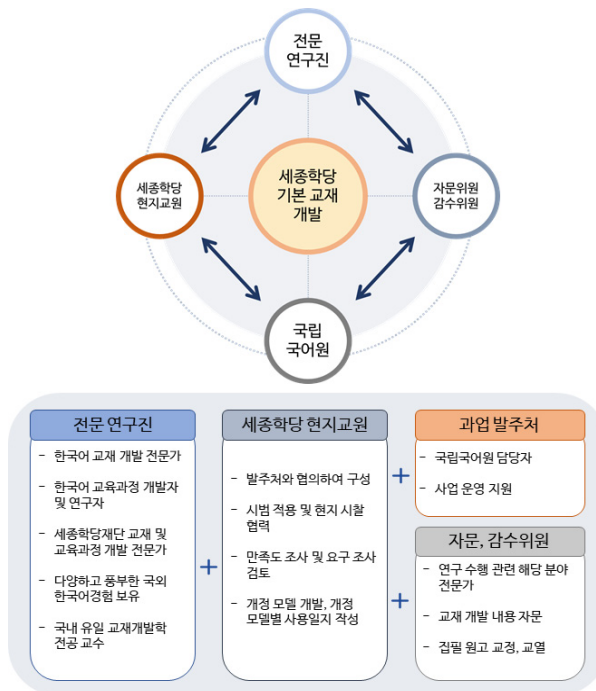 전문
연구진
세종학당
현지교원
세종학당
기본 교재
개발
자문위원
감수위원
국립
국어원
전문 연구진
- 한국어 교재 개발 전문가
- 한국어 교육과정 개발자
및 연구자
- 세종학당재단 교재 및
교육과정 개발 전문가
- 다양하고 풍부한 국외
한국어경험 보유
- 국내 유일 교재개발학
전공 교수
+
세종학당 현지교원
- 발주처와 협의하여 구성
- 시범 적용 및 현지 시찰
협력
- 만족도 조사 및 요구 조사
검토
- 개정 모델 개발, 개정
모델별 사용일지 작성
+
과업 발주처
- 국립국어원 담당자
- 사업 운영 지원
+
자문, 감수위원
- 연구 수행 관련 해당 분야
전문가
- 교재 개발 내용 자문
- 집필 원고 교정, 교열